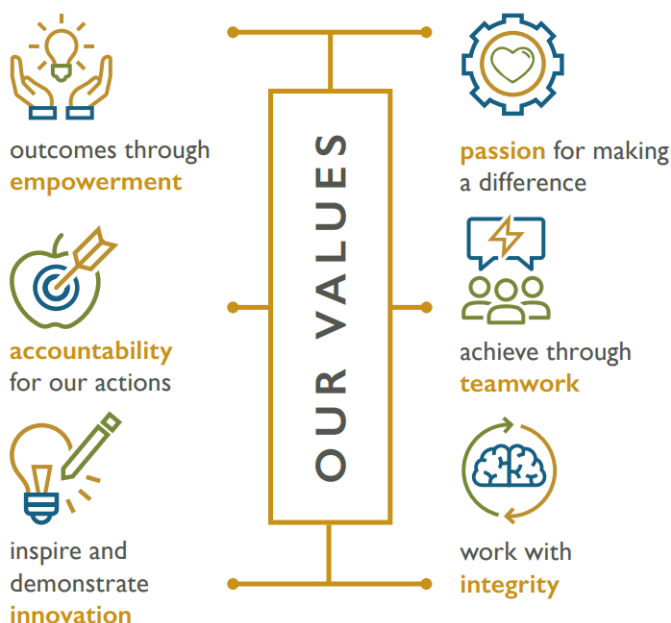 outcomes through
empowerment
accountability
for our actions
inspire and
demonstrate
innovation
OUR VALUES
passion for making
a difference
achieve through
teamwork
work with
integrity